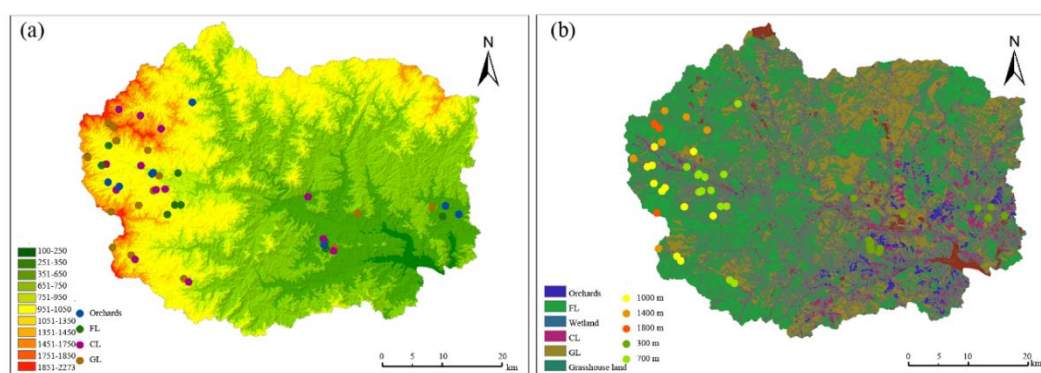 (a)
N
100-250
251-350
351-650
651-750
751-950
951-1050
1051-1350
1351-1450
1451-1750
1751-1850
1851-2273
Orchards
FL
CL
GL
0 10 20
km
(b)
N
Orchards
FL
Wetland
CL
GL
Grasshouse land
1000 m
1400 m
1800 m
300 m
700 m
0 10 20
km